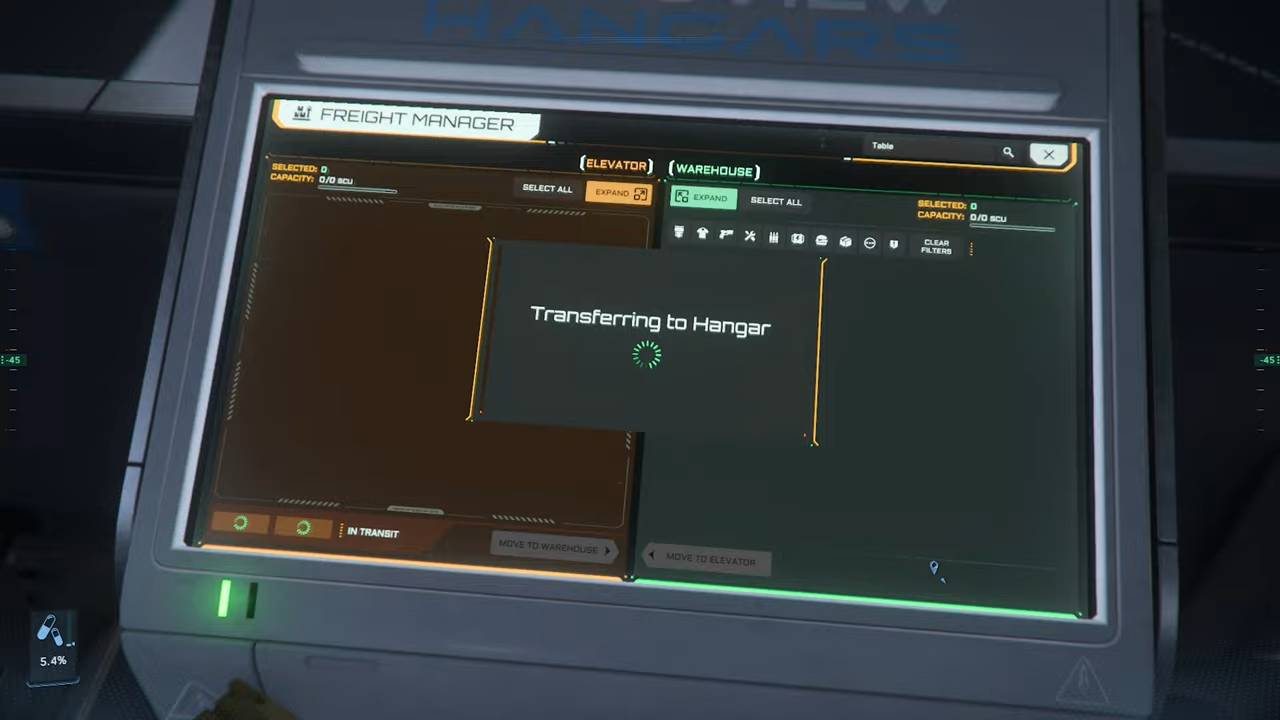 HANGARS
FREIGHT MANAGER
Table
[ELEVATOR]
[WAREHOUSE]
SELECTED: 0
CAPACITY: 0/0 SCU
SELECT ALL
EXPAND
EXPAND
SELECT ALL
SELECTED: 0
CAPACITY: 0/0 SCU
CLEAR
FILTERS
Transferring to Hangar
-45
-45
IN TRANSIT
MOVE TO WAREHOUSE
MOVE TO ELEVATOR
5.4%